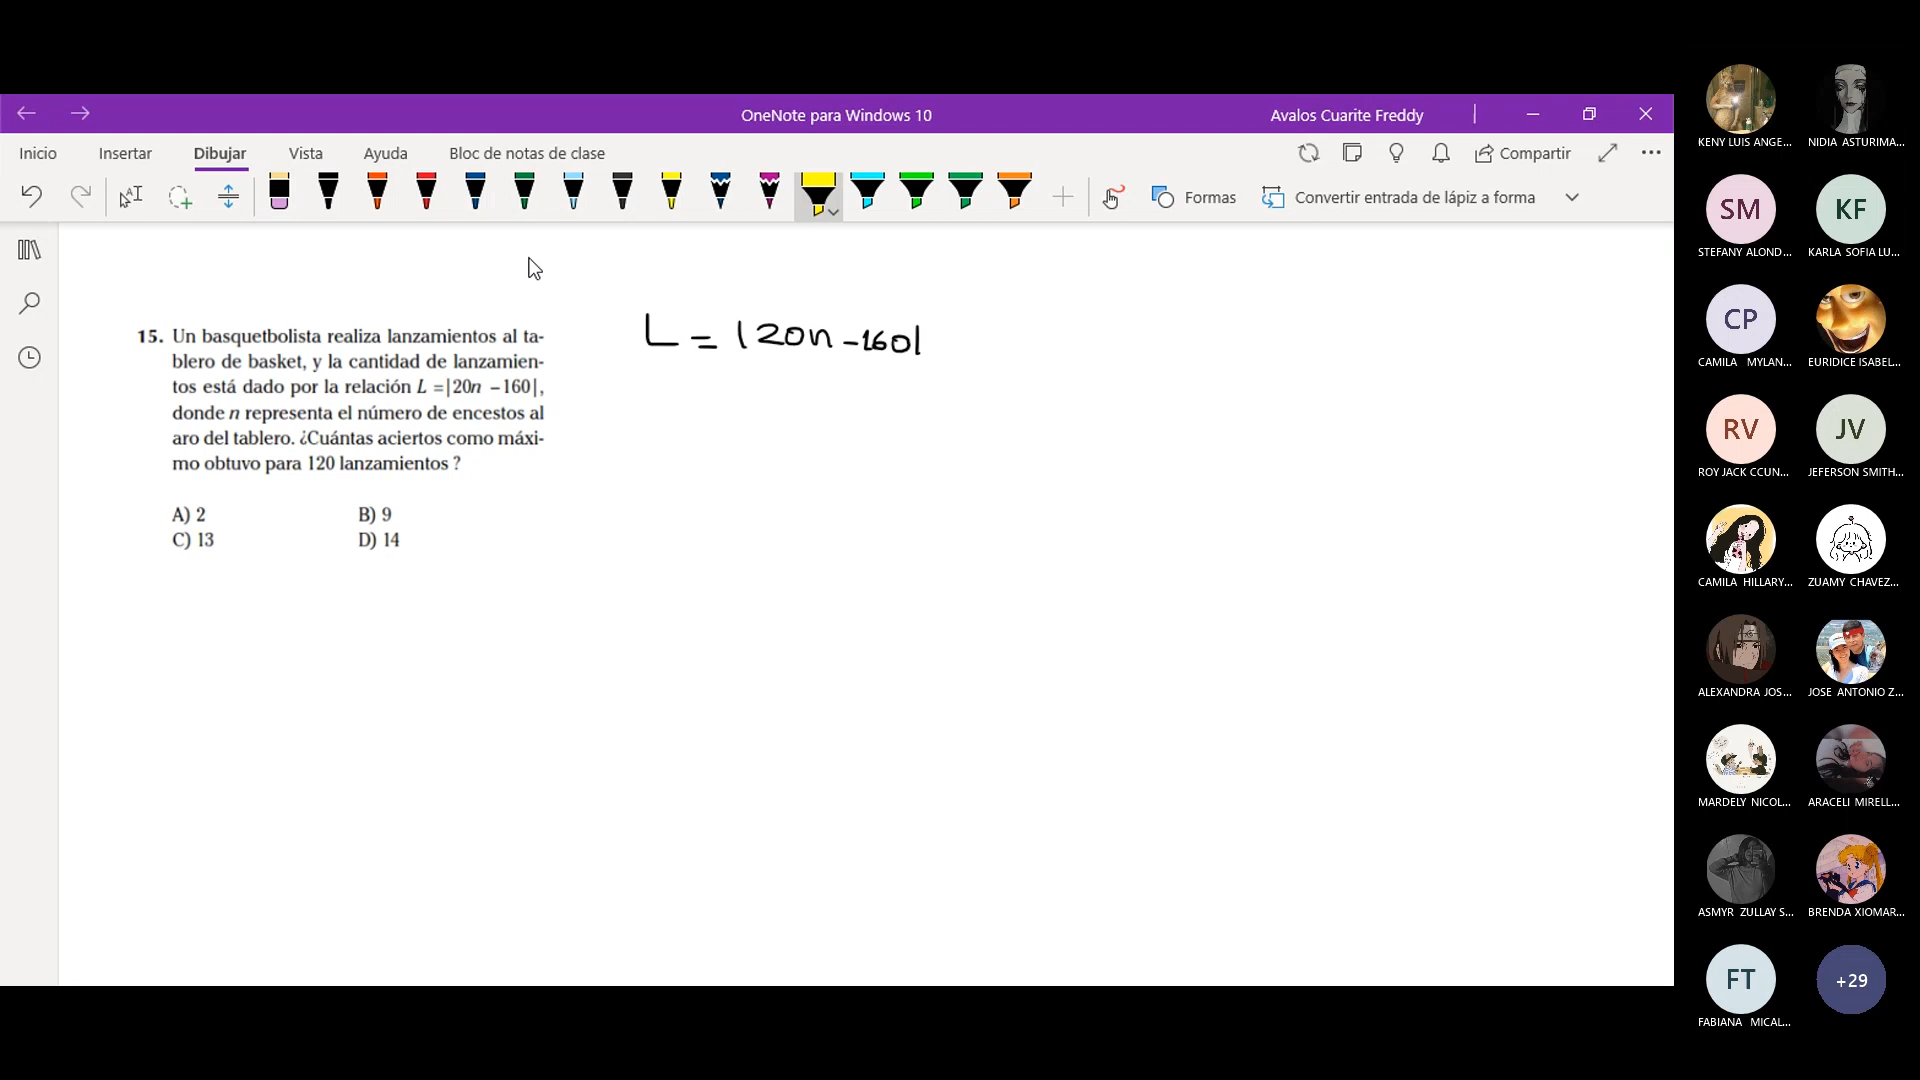 OneNote para Windows 10
Avalos Cuarite Freddy
Inicio
Insertar
Dibujar
Vista
Ayuda
Bloc de notas de clase
Compartir
Formas
Convertir entrada de lápiz a forma
15. Un basquetbolista realiza lanzamientos al ta-
blero de basket, y la cantidad de lanzamien-
tos está dado por la relación L =|20n –160|,
donde n representa el número de encestos al
aro del tablero. ¿Cuántas aciertos como máxi-
mo obtuvo para 120 lanzamientos ?
A) 2 B) 9
C) 13 D) 14
L = |20n -160|
KENY LUIS ANGE...
NIDIA ASTURIMA...
SM
STEFANY ALOND...
KF
KARLA SOFIA LU...
CP
CAMILA MYLAN...
EURIDICE ISABEL...
RV
ROY JACK CCUN...
JV
JEFERSON SMITH...
CAMILA HILLARY...
ZUAMY CHAVEZ...
ALEXANDRA JOS...
JOSE ANTONIO Z...
MARDELY NICOL...
ARACELI MIRELL...
ASMYR ZULLAY S...
BRENDA XIOMAR...
FT
FABIANA MICAL...
+29